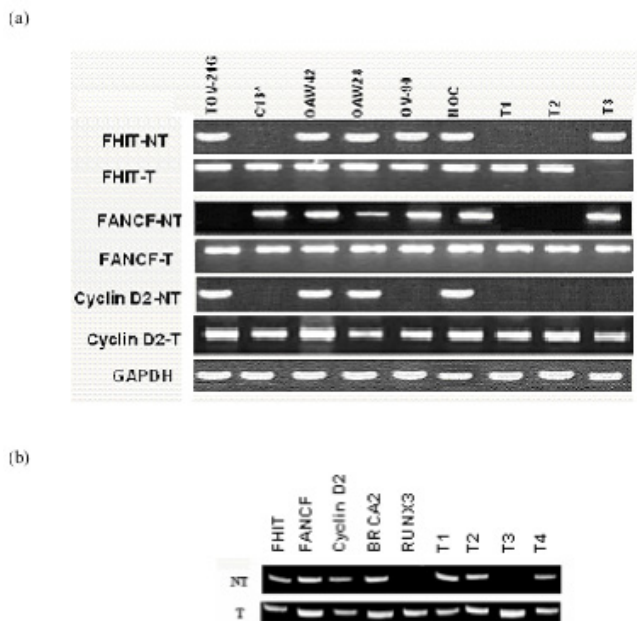 (a)
TOV-21G C13* OAW42 OAW28 OV-90 HOC T1 T2 T3
FHIT-NT
FHIT-T
FANCF-NT
FANCF-T
Cyclin D2-NT
Cyclin D2-T
GAPDH
(b)
FHIT FANCF Cyclin D2 BRCA2 RUNX3 T1 T2 T3 T4
NT
T